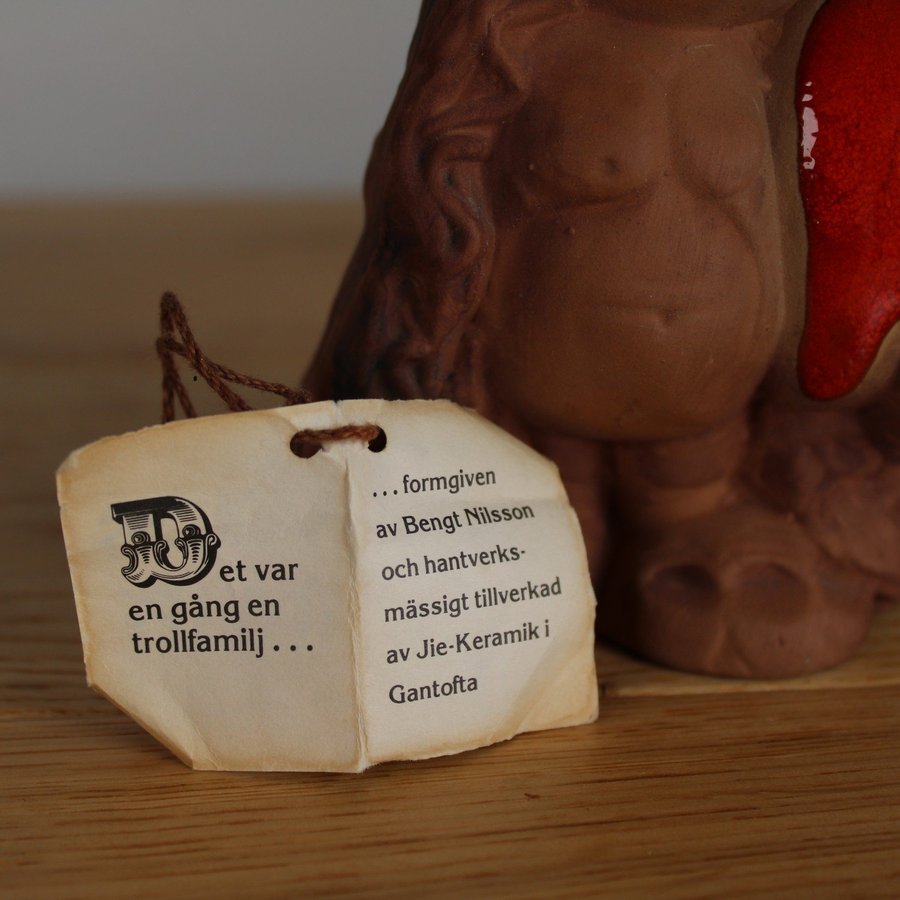 Det var
en gång en
trollfamilj . . .
. . . formgiven
av Bengt Nilsson
och hantverks-
mässigt tillverkad
av Jie-Keramik i
Gantofta